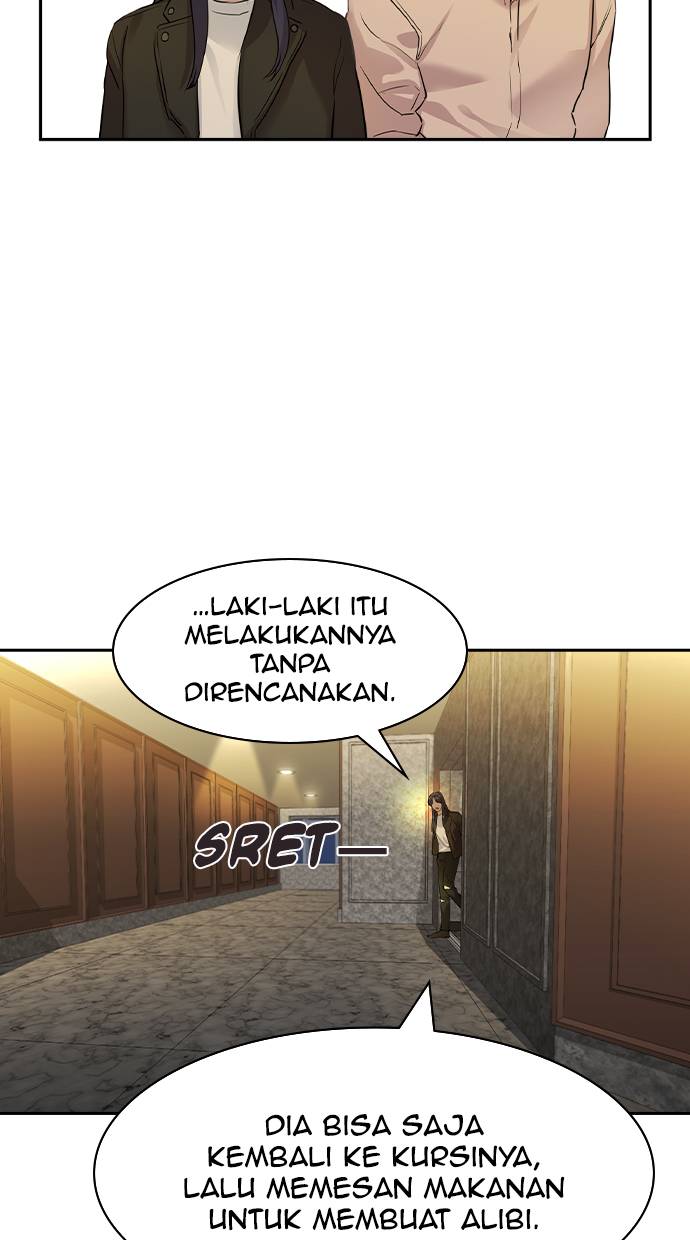 ...LAKI-LAKI ITU
MELAKUKANNYA
TANPA
DIRENCANAKAN.
SRET—
DIA BISA SAJA
KEMBALI KE KURSINYA,
LALU MEMESAN MAKANAN
UNTUK MEMBUAT ALIBI.